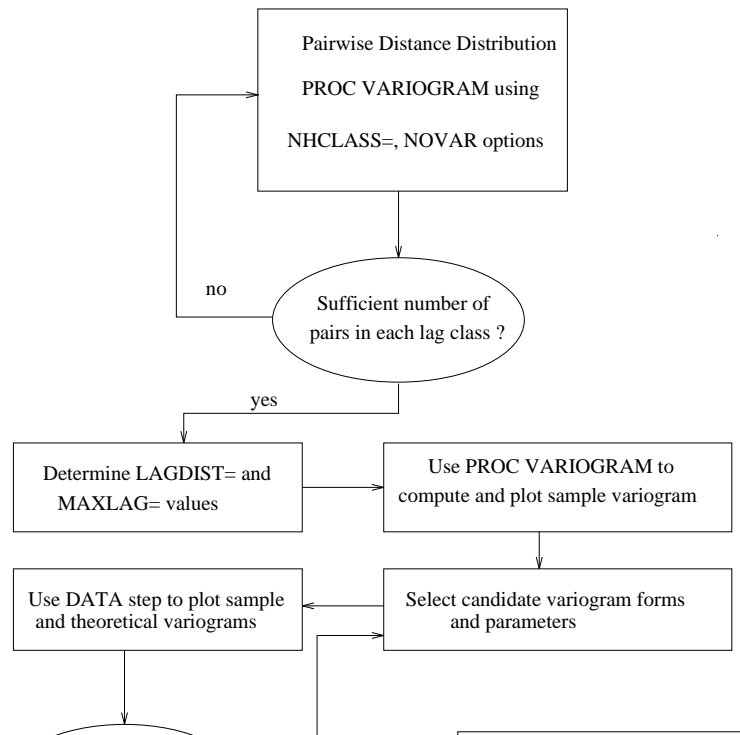 Pairwise Distance Distribution
PROC VARIOGRAM using
NHCLASS=, NOVAR options
no
Sufficient number of
pairs in each lag class ?
yes
Determine LAGDIST= and
MAXLAG= values
Use PROC VARIOGRAM to
compute and plot sample variogram
Use DATA step to plot sample
and theoretical variograms
Select candidate variogram forms
and parameters